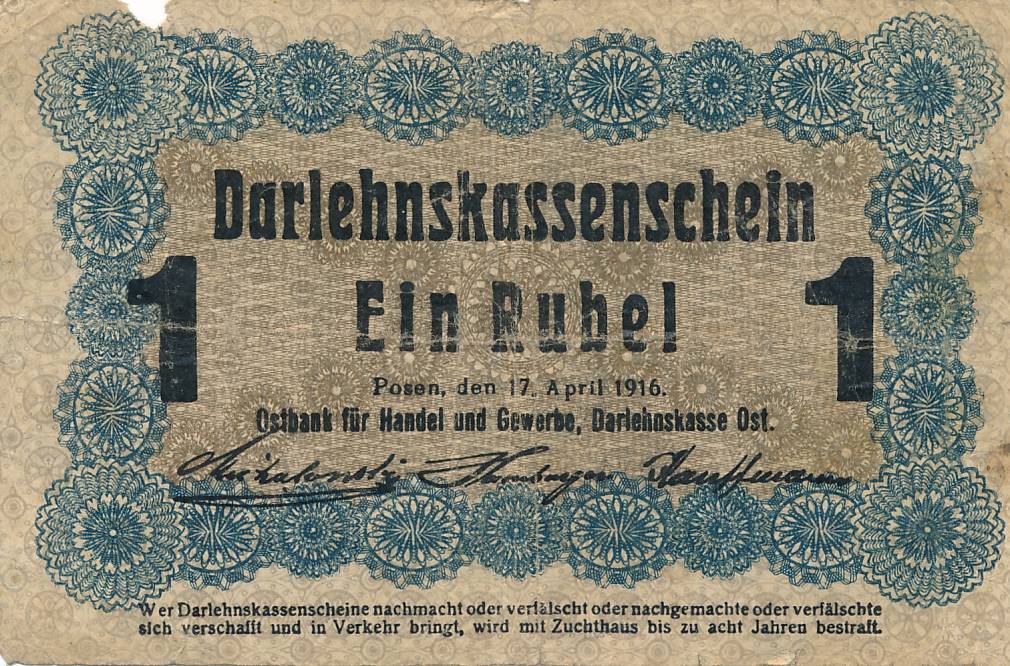 Darlehnskassenschein
1 Ein Rubel 1
Posen, den 17. April 1916.
Ostbank für Handel und Gewerbe, Darlehnskasse Ost.
Kauffmann
Wer Darlehnskassenscheine nachmacht oder verfälscht oder nachgemachte oder verfälschte
sich verschafft und in Verkehr bringt, wird mit Zuchthaus bis zu acht Jahren bestraft.